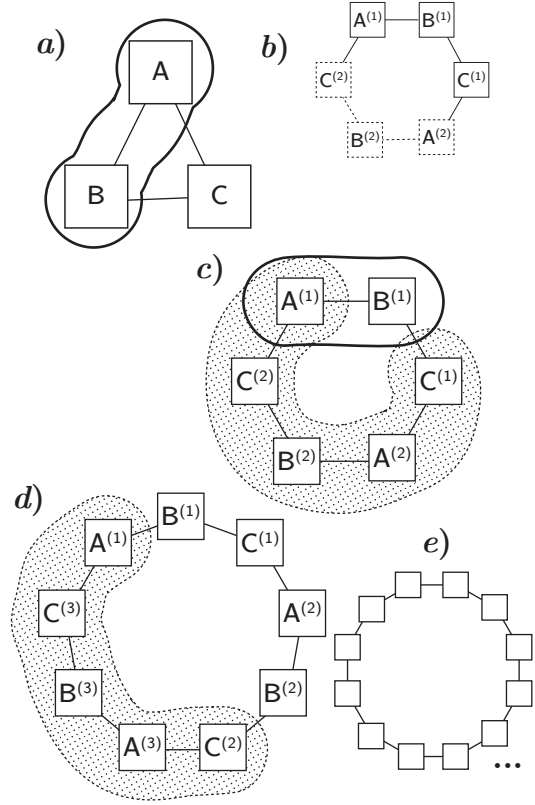 a)
A
B
C
b)
A(1)
B(1)
C(2)
C(1)
B(2)
A(2)
c)
A(1)
B(1)
C(2)
C(1)
B(2)
A(2)
d)
B(1)
A(1)
C(1)
C(3)
A(2)
B(3)
B(2)
A(3)
C(2)
e)
...